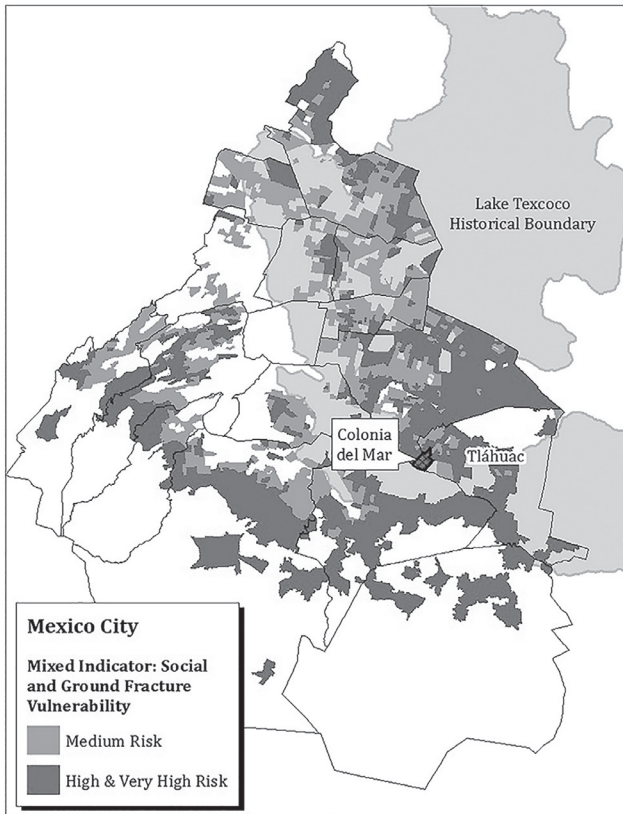 Lake Texcoco
Historical Boundary
Colonia
del Mar
Tláhuac
Mexico City
Mixed Indicator: Social
and Ground Fracture
Vulnerability
Medium Risk
High & Very High Risk